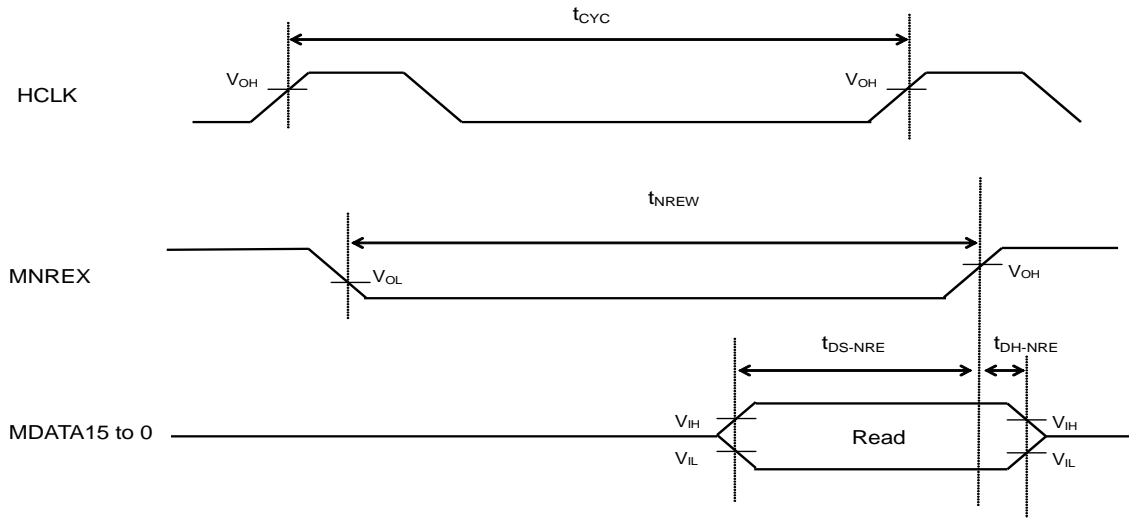 tCYC
HCLK
VOH
VOH
tNREW
MNREX
VOL
VOH
tDS-NRE
tDH-NRE
MDATA15 to 0
VIH
VIL
Read
VIH
VIL